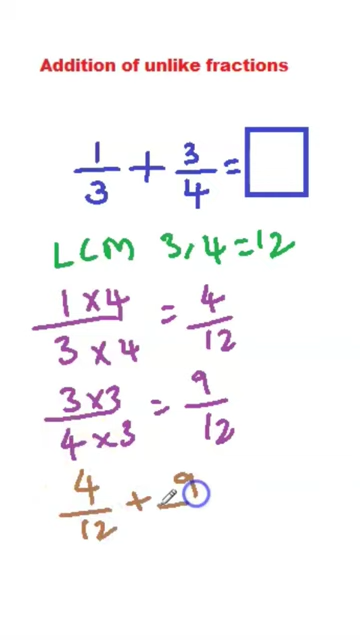 Addition of unlike fractions
1/3 + 3/4 =
LCM 3,4 = 12
1 x 4 / 3 x 4 = 4/12
3 x 3 / 4 x 3 = 9/12
4/12 + 9